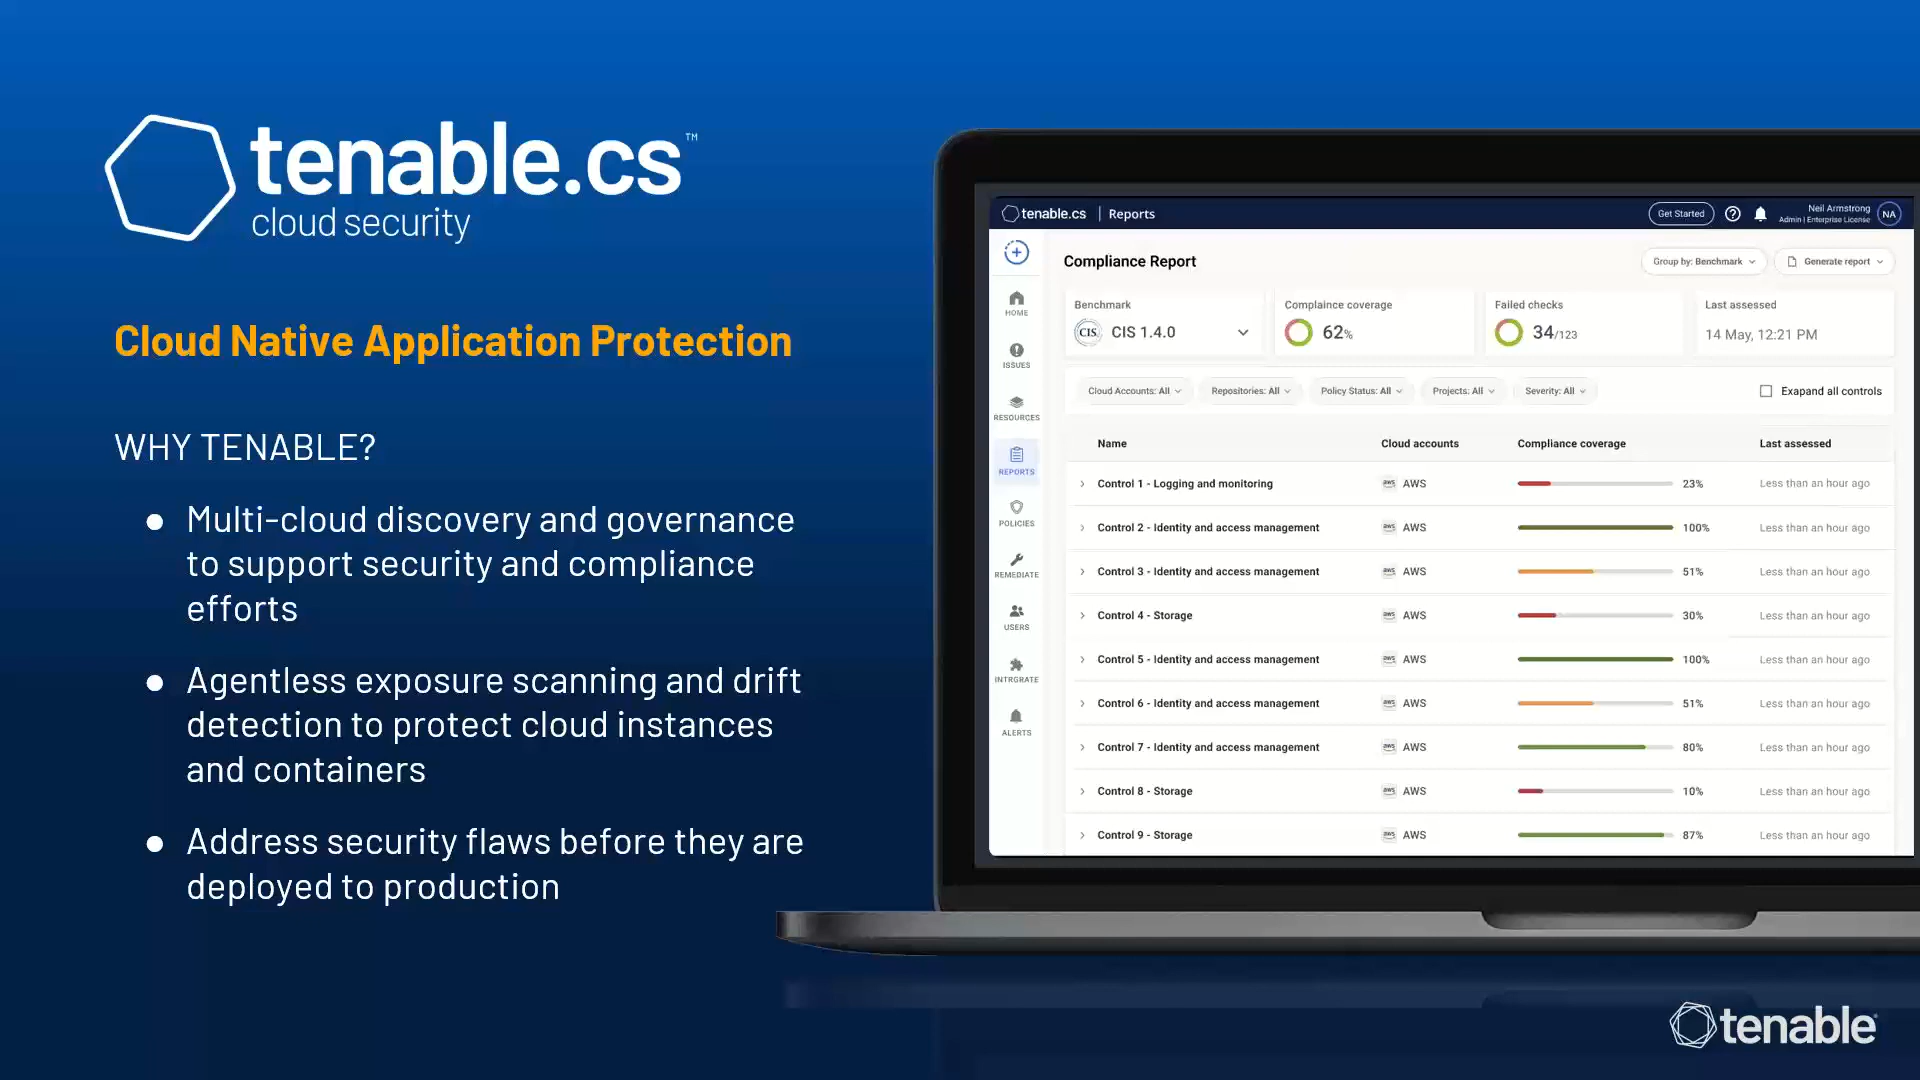 tenable.cs™
cloud security
Cloud Native Application Protection
WHY TENABLE?
● Multi-cloud discovery and governance
to support security and compliance
efforts
● Agentless exposure scanning and drift
detection to protect cloud instances
and containers
● Address security flaws before they are
deployed to production
tenable.cs | Reports
Get Started
Neil Armstrong
Admin | Enterprise License
NA
HOME
ISSUES
RESOURCES
REPORTS
POLICIES
REMEDIATE
USERS
INTRGRATE
ALERTS
Compliance Report
Group by: Benchmark
Generate report
Benchmark
CIS CIS 1.4.0
Complaince coverage
62%
Failed checks
34/123
Last assessed
14 May, 12:21 PM
Cloud Accounts: All Repositories: All Policy Status: All Projects: All Severity: All Exapand all controls
Name Cloud accounts Compliance coverage Last assessed
Control 1 - Logging and monitoring aws AWS 23% Less than an hour ago
Control 2 - Identity and access management aws AWS 100% Less than an hour ago
Control 3 - Identity and access management aws AWS 51% Less than an hour ago
Control 4 - Storage aws AWS 30% Less than an hour ago
Control 5 - Identity and access management aws AWS 100% Less than an hour ago
Control 6 - Identity and access management aws AWS 51% Less than an hour ago
Control 7 - Identity and access management aws AWS 80% Less than an hour ago
Control 8 - Storage aws AWS 10% Less than an hour ago
Control 9 - Storage aws AWS 87% Less than an hour ago
tenable